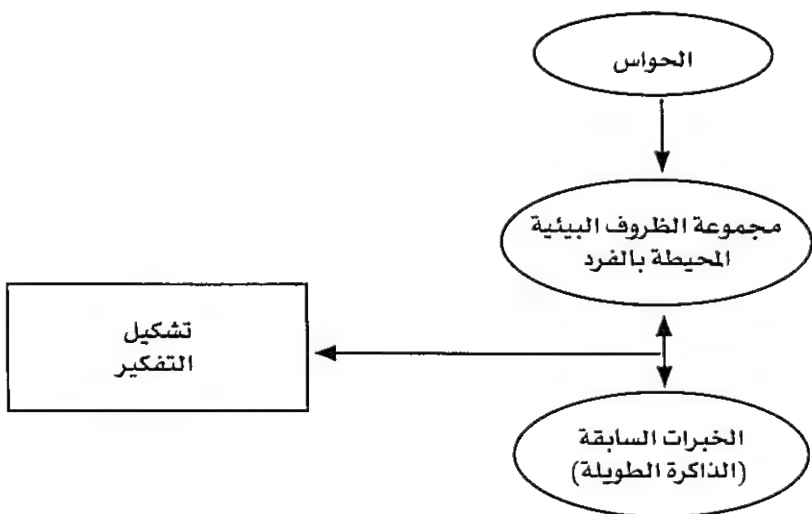 الحواس
مجموعة الظروف البيئية
المحيطة بالفرد
تشكيل
التفكير
الخبرات السابقة
(الذاكرة الطويلة)